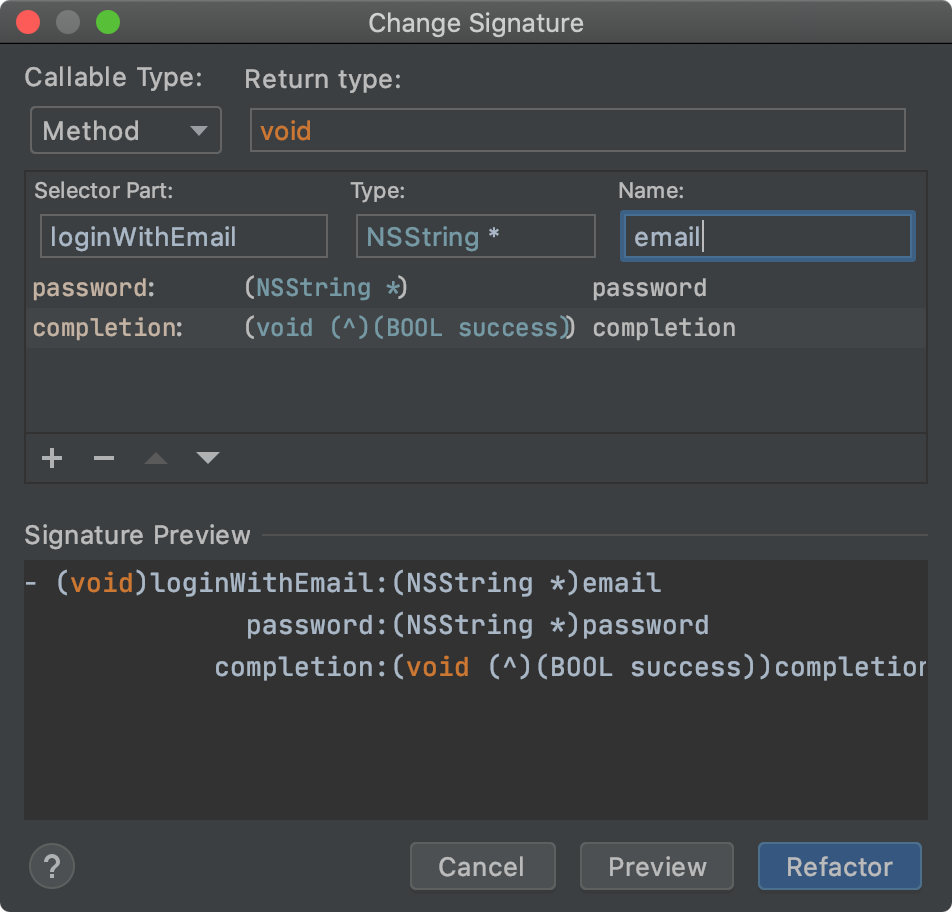 Change Signature
Callable Type: Return type:
Method void
Selector Part: Type: Name:
loginWithEmail NSString * email
password: (NSString *) password
completion: (void (^)(BOOL success)) completion
Signature Preview
- (void)loginWithEmail:(NSString *)email
password:(NSString *)password
completion:(void (^)(BOOL success))completion
? Cancel Preview Refactor